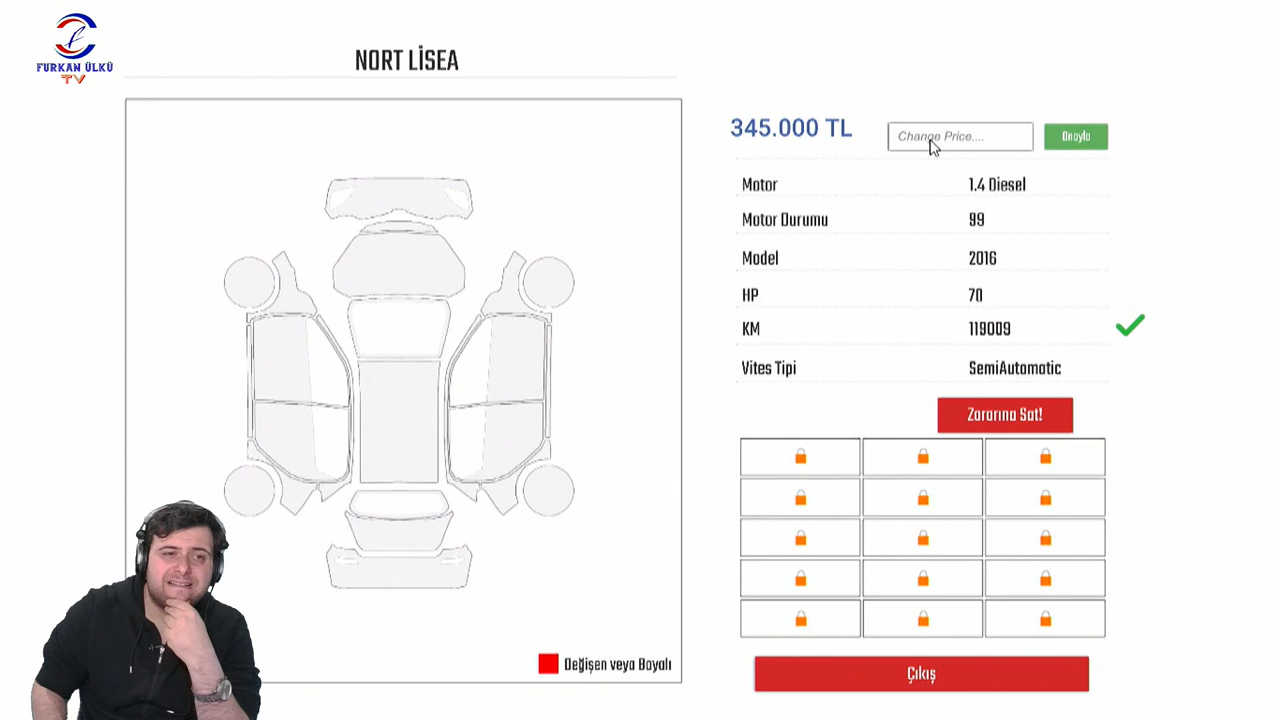 FURKAN ÜLKÜ
TV
NORT LİSEA
345.000 TL
Change Price....
Onayla
Motor 1.4 Diesel
Motor Durumu 99
Model 2016
HP 70
KM 119009
Vites Tipi SemiAutomatic
Zararına Sat!
Değişen veya Boyalı
Çıkış